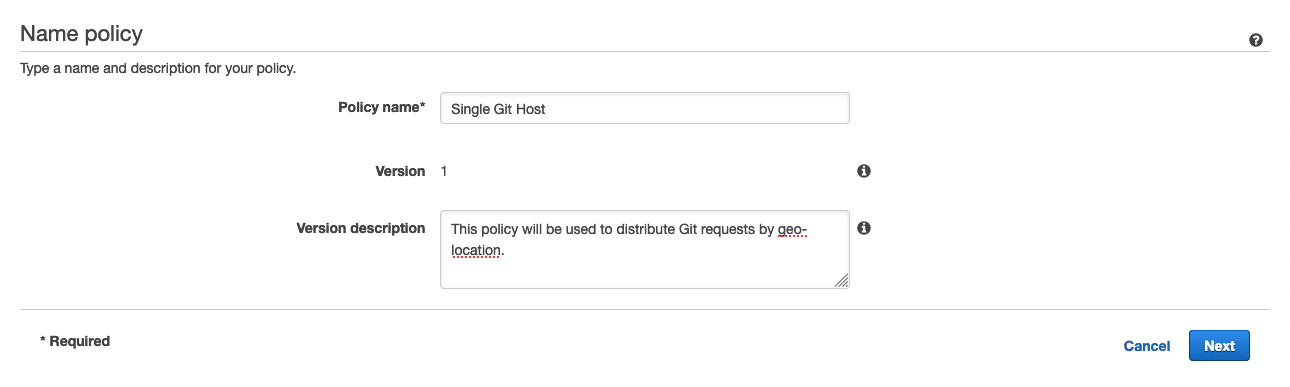 Name policy
Type a name and description for your policy.
Policy name* Single Git Host
Version 1
Version description This policy will be used to distribute Git requests by geo-
location.
* Required
Cancel Next